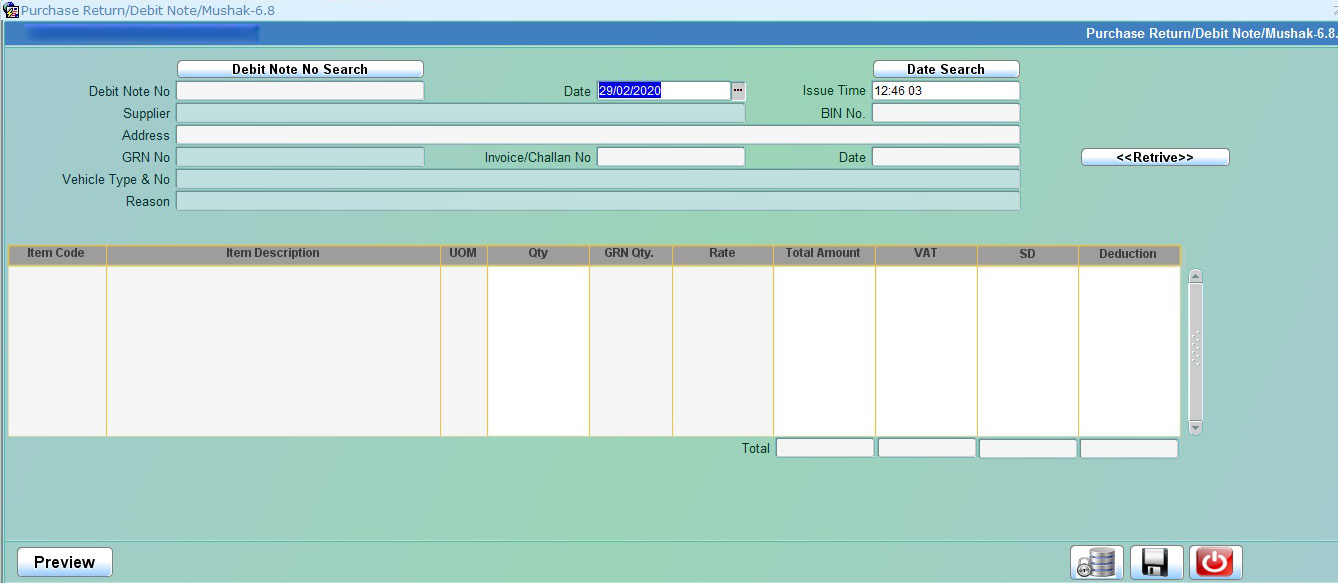 Purchase Return/Debit Note/Mushak-6.8
Purchase Return/Debit Note/Mushak-6.8.
Debit Note No Search Date Search
Debit Note No Date 29/02/2020 ... Issue Time 12:46 03
Supplier BIN No.
Address
GRN No Invoice/Challan No Date <<Retrive>>
Vehicle Type & No
Reason
Item Code Item Description UOM Qty GRN Qty. Rate Total Amount VAT SD Deduction
Total
Preview